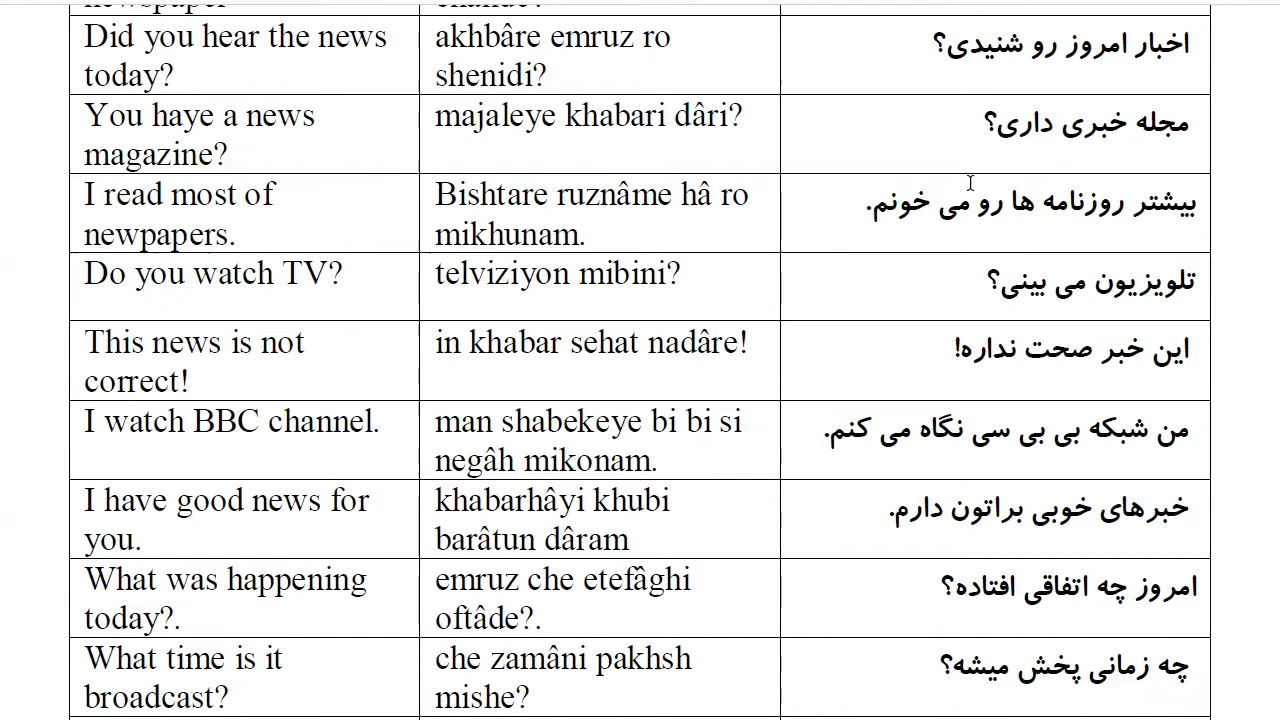 Did you hear the news
today?
akhbâre emruz ro
shenidi?
اخبار امروز رو شنیدی؟
You haye a news
magazine?
majaleye khabari dâri?
مجله خبری داری؟
I read most of
newpapers.
Bishtare ruznâme hâ ro
mikhunam.
بیشتر روزنامه ها رو می خونم.
Do you watch TV?
telviziyon mibini?
تلویزیون می بینی؟
This news is not
correct!
in khabar sehat nadâre!
این خبر صحت نداره!
I watch BBC channel.
man shabekeye bi bi si
negâh mikonam.
من شبکه بی بی سی نگاه می کنم.
I have good news for
you.
khabarhâyi khubi
barâtun dâram
خبرهای خوبی براتون دارم.
What was happening
today?.
emruz che etefâghi
oftâde?.
امروز چه اتفاقی افتاده؟
What time is it
broadcast?
che zamâni pakhsh
mishe?
چه زمانی پخش میشه؟